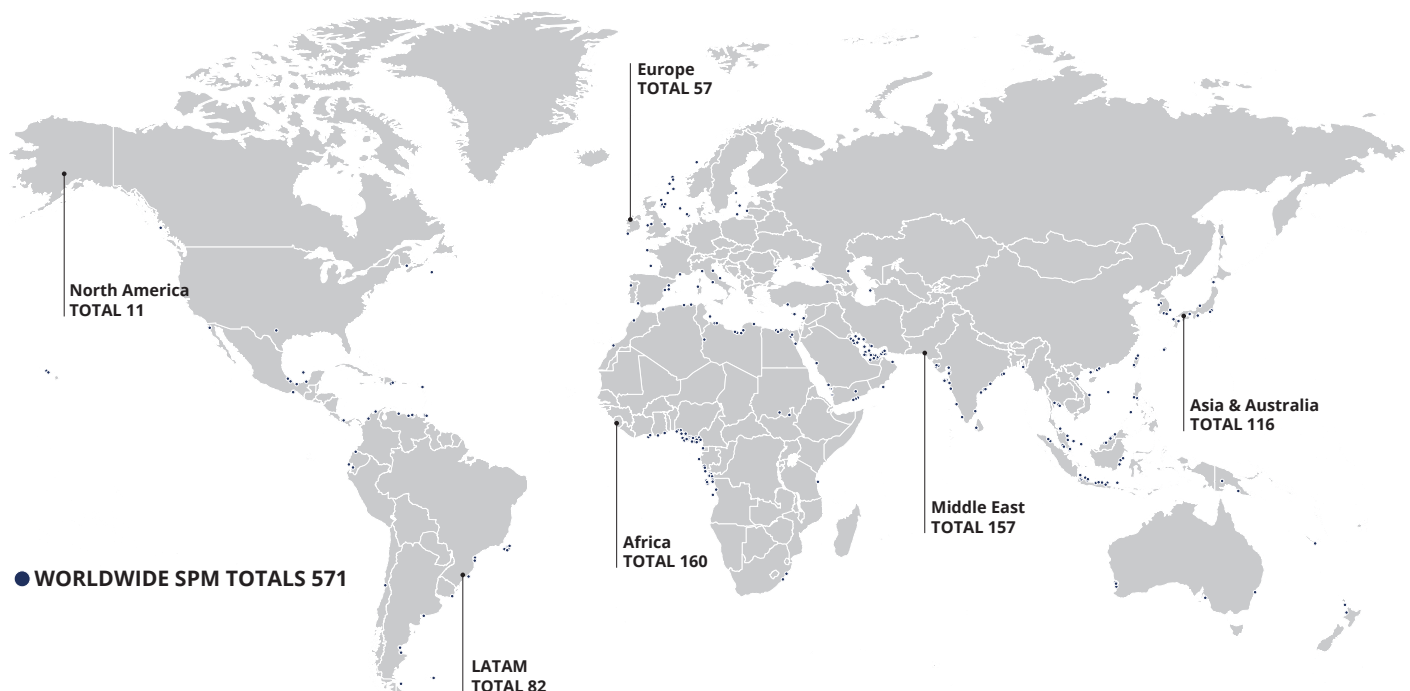 Europe
TOTAL 57
North America
TOTAL 11
Asia & Australia
TOTAL 116
Middle East
TOTAL 157
Africa
TOTAL 160
WORLDWIDE SPM TOTALS 571
LATAM
TOTAL 82